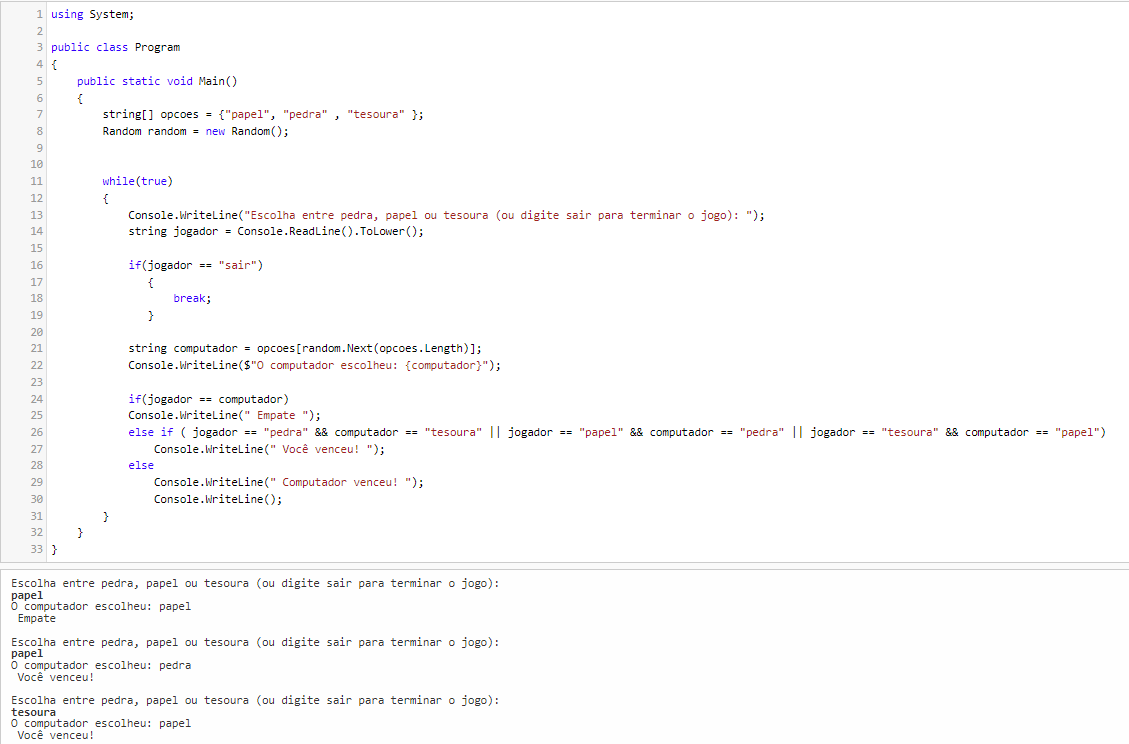 1 using System;
2
3 public class Program
4 {
5     public static void Main()
6     {
7         string[] opcoes = {"papel", "pedra" , "tesoura" };
8         Random random = new Random();
9
10
11         while(true)
12         {
13             Console.WriteLine("Escolha entre pedra, papel ou tesoura (ou digite sair para terminar o jogo): ");
14             string jogador = Console.ReadLine().ToLower();
15
16             if(jogador == "sair")
17                {
18                    break;
19                }
20
21             string computador = opcoes[random.Next(opcoes.Length)];
22             Console.WriteLine($"O computador escolheu: {computador}");
23
24             if(jogador == computador)
25             Console.WriteLine(" Empate ");
26             else if ( jogador == "pedra" && computador == "tesoura" || jogador == "papel" && computador == "pedra" || jogador == "tesoura" && computador == "papel")
27                 Console.WriteLine(" Você venceu! ");
28             else
29                 Console.WriteLine(" Computador venceu! ");
30                 Console.WriteLine();
31         }
32     }
33 }
Escolha entre pedra, papel ou tesoura (ou digite sair para terminar o jogo):
papel
O computador escolheu: papel
 Empate
Escolha entre pedra, papel ou tesoura (ou digite sair para terminar o jogo):
papel
O computador escolheu: pedra
 Você venceu!
Escolha entre pedra, papel ou tesoura (ou digite sair para terminar o jogo):
tesoura
O computador escolheu: papel
 Você venceu!